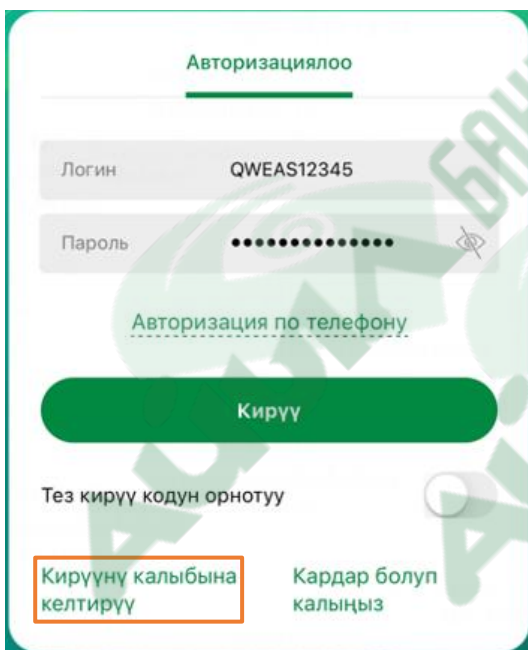 Авторизациялоо
Логин QWEAS12345
Пароль ••••••••••••••
Авторизация по телефону
Кирүү
Тез кирүү кодун орнотуу
Кирүүнү калыбына
келтирүү
Кардар болуп
калыңыз